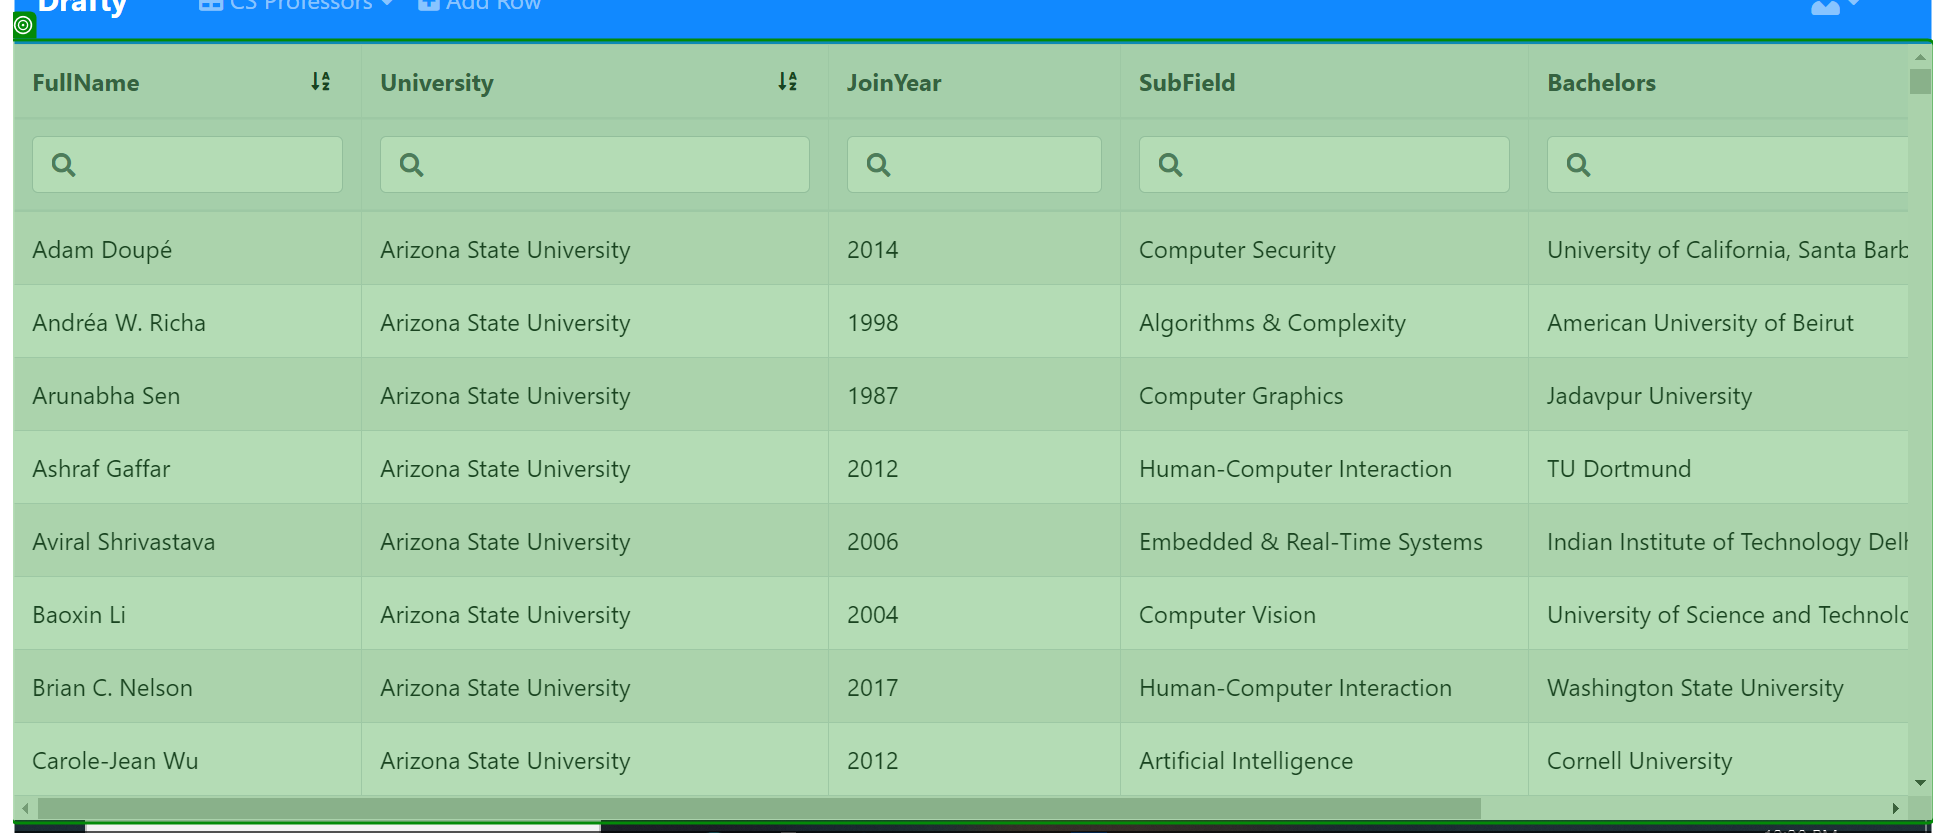 Drafty CS Professors Add Row
FullName University JoinYear SubField Bachelors
Adam Doupé Arizona State University 2014 Computer Security University of California, Santa Barb
Andréa W. Richa Arizona State University 1998 Algorithms & Complexity American University of Beirut
Arunabha Sen Arizona State University 1987 Computer Graphics Jadavpur University
Ashraf Gaffar Arizona State University 2012 Human-Computer Interaction TU Dortmund
Aviral Shrivastava Arizona State University 2006 Embedded & Real-Time Systems Indian Institute of Technology Delh
Baoxin Li Arizona State University 2004 Computer Vision University of Science and Technolo
Brian C. Nelson Arizona State University 2017 Human-Computer Interaction Washington State University
Carole-Jean Wu Arizona State University 2012 Artificial Intelligence Cornell University